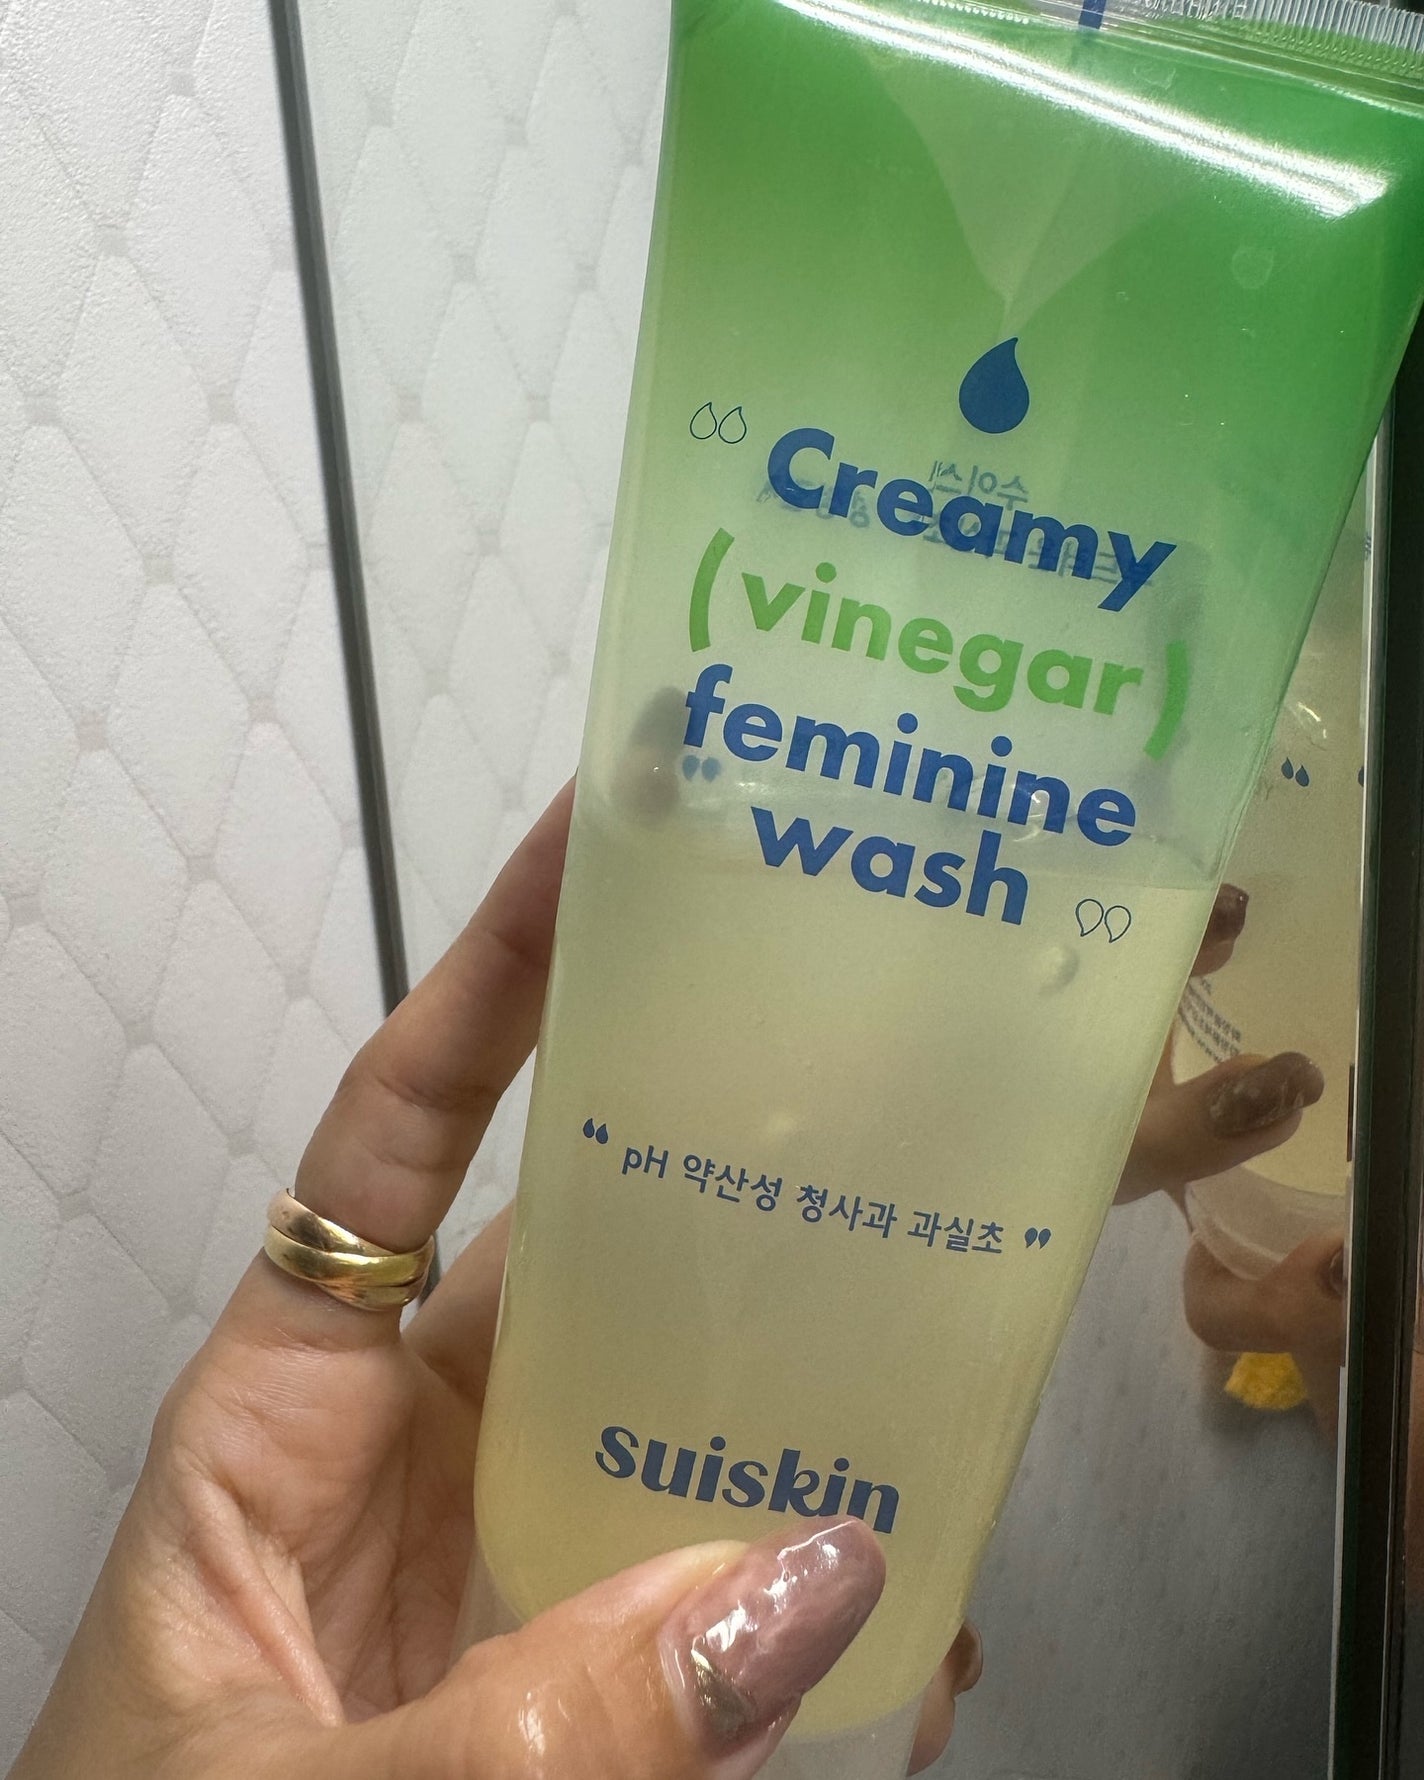 Creamy
(vinegar)
feminine
wash
pH 약산성 청사과 과실초
suiskin